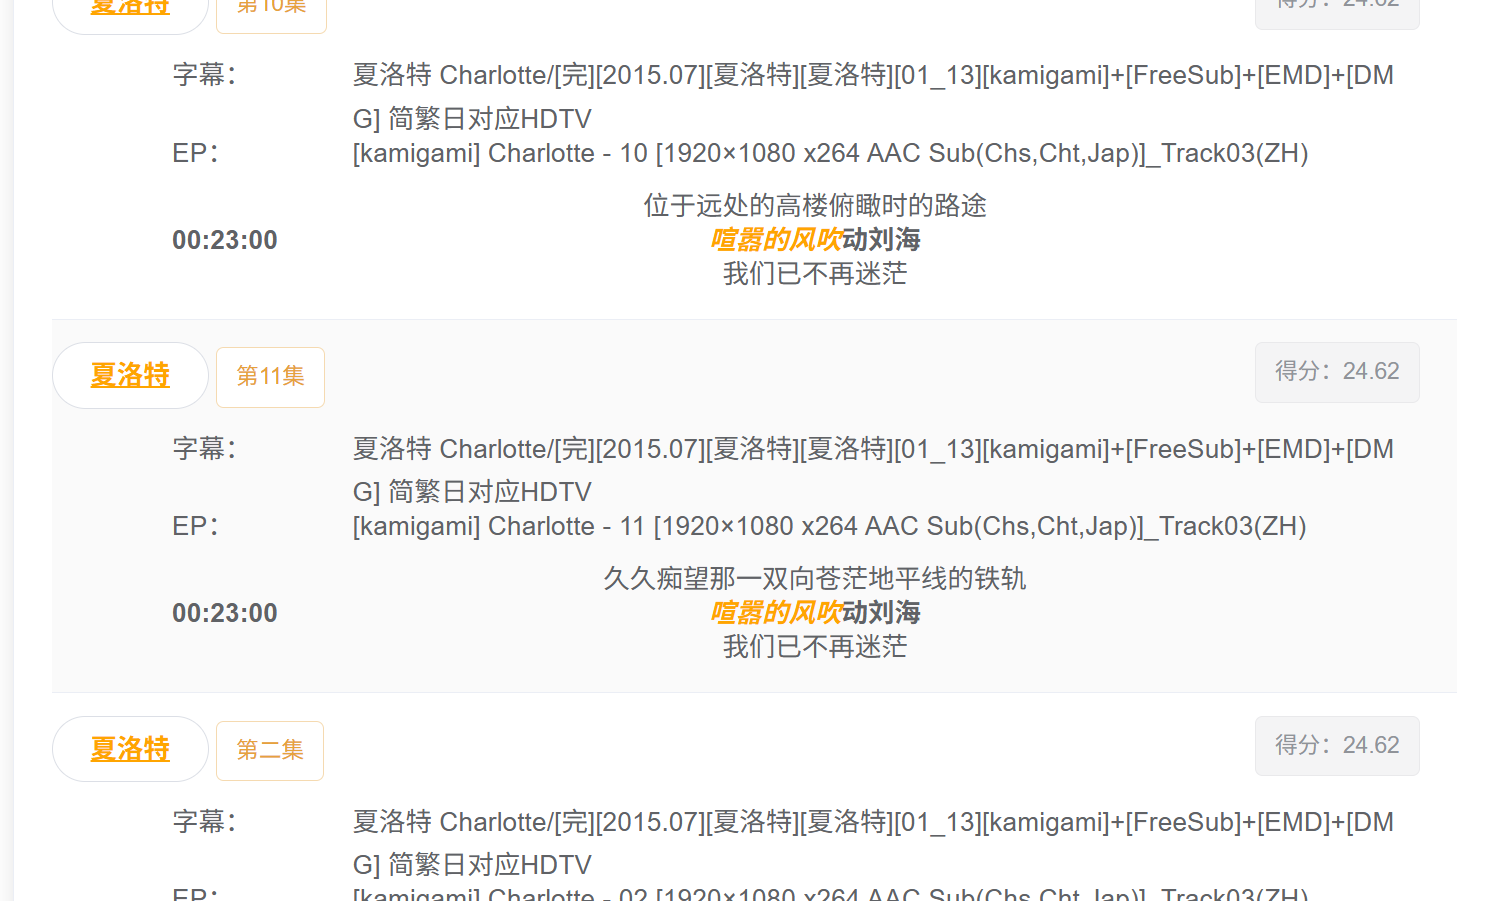 夏洛特 第10集 得分：24.62
字幕： 夏洛特 Charlotte/[完][2015.07][夏洛特][夏洛特][01_13][kamigami]+[FreeSub]+[EMD]+[DM
G] 简繁日对应HDTV
EP： [kamigami] Charlotte - 10 [1920×1080 x264 AAC Sub(Chs,Cht,Jap)]_Track03(ZH)
位于远处的高楼俯瞰时的路途
00:23:00 喧嚣的风吹动刘海
我们已不再迷茫
夏洛特 第11集 得分：24.62
字幕： 夏洛特 Charlotte/[完][2015.07][夏洛特][夏洛特][01_13][kamigami]+[FreeSub]+[EMD]+[DM
G] 简繁日对应HDTV
EP： [kamigami] Charlotte - 11 [1920×1080 x264 AAC Sub(Chs,Cht,Jap)]_Track03(ZH)
久久痴望那一双向苍茫地平线的铁轨
00:23:00 喧嚣的风吹动刘海
我们已不再迷茫
夏洛特 第二集 得分：24.62
字幕： 夏洛特 Charlotte/[完][2015.07][夏洛特][夏洛特][01_13][kamigami]+[FreeSub]+[EMD]+[DM
G] 简繁日对应HDTV
EP： [kamigami] Charlotte - 02 [1920×1080 x264 AAC Sub(Chs,Cht,Jap)]_Track03(ZH)